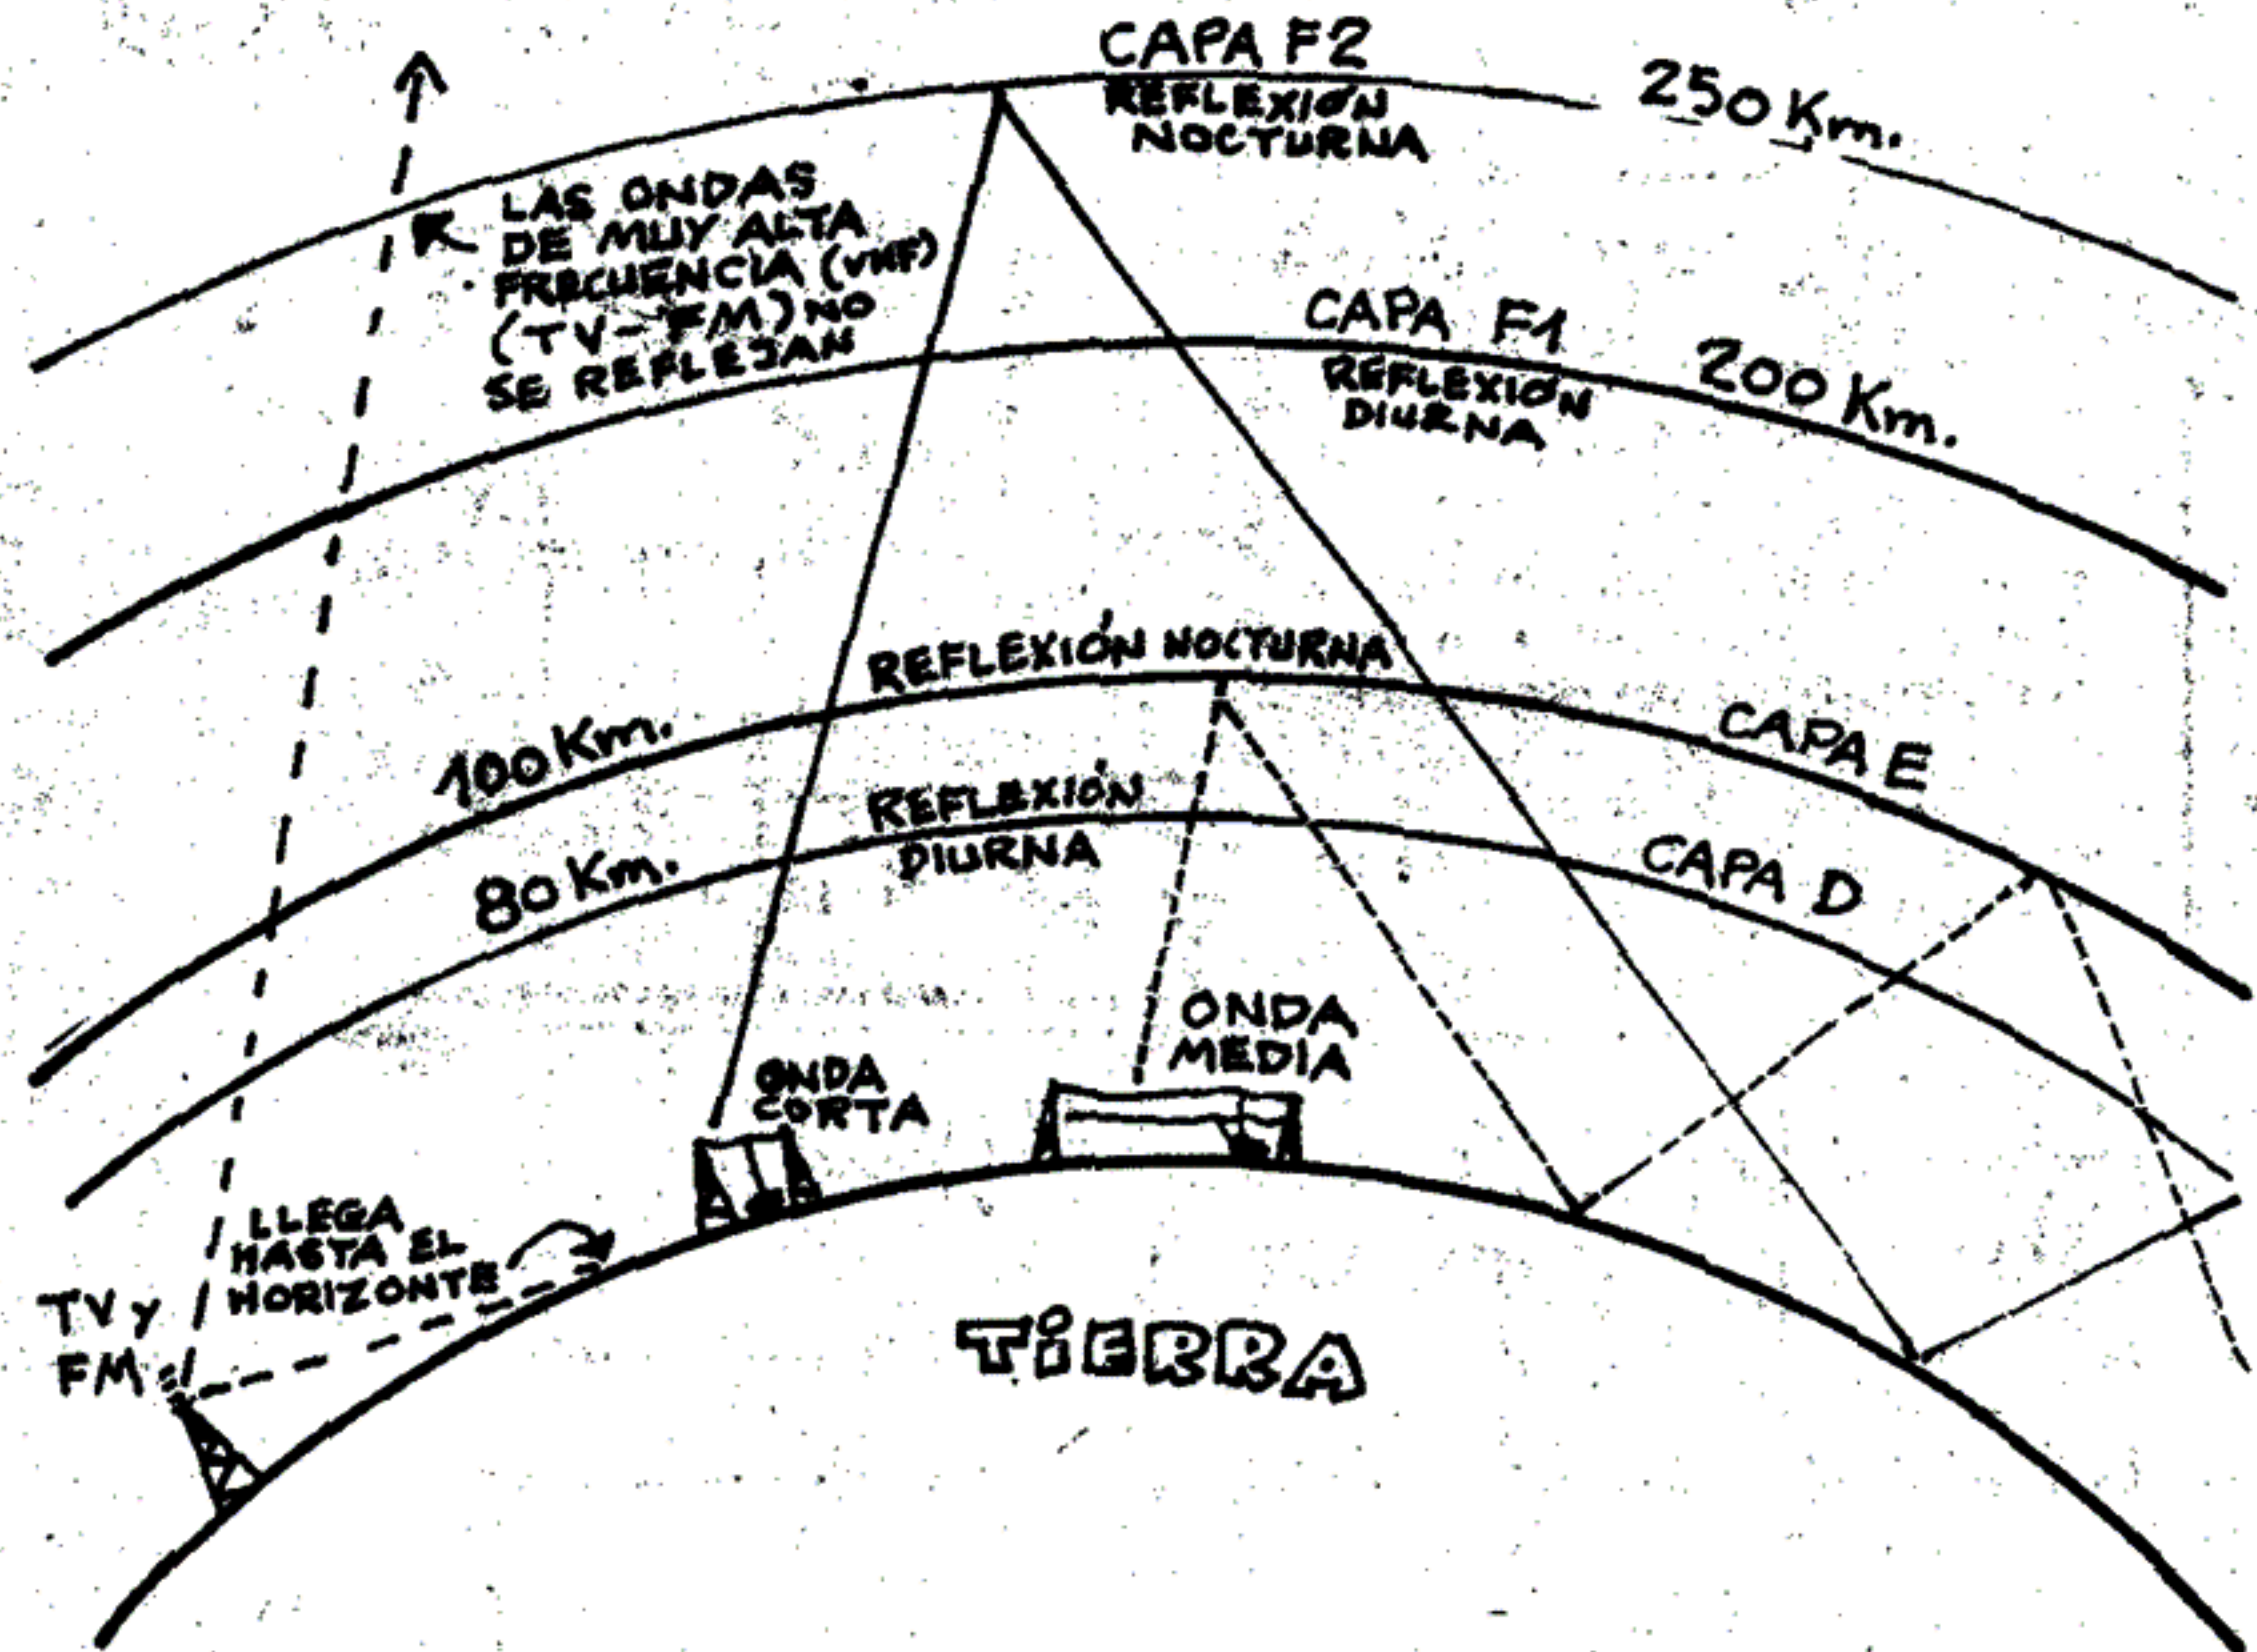 CAPA F2
REFLEXIÓN
NOCTURNA
250 Km.
LAS ONDAS
DE MUY ALTA
FRECUENCIA (VHF)
(TV-FM) NO
SE REFLEJAN
CAPA F1
200 Km.
REFLEXIÓN
DIURNA
REFLEXIÓN NOCTURNA
100 Km.
CAPA E
REFLEXIÓN
DIURNA
80 Km.
CAPA D
ONDA
MEDIA
ONDA
CORTA
LLEGA
HASTA EL
HORIZONTE
TV y
FM
TiERRA